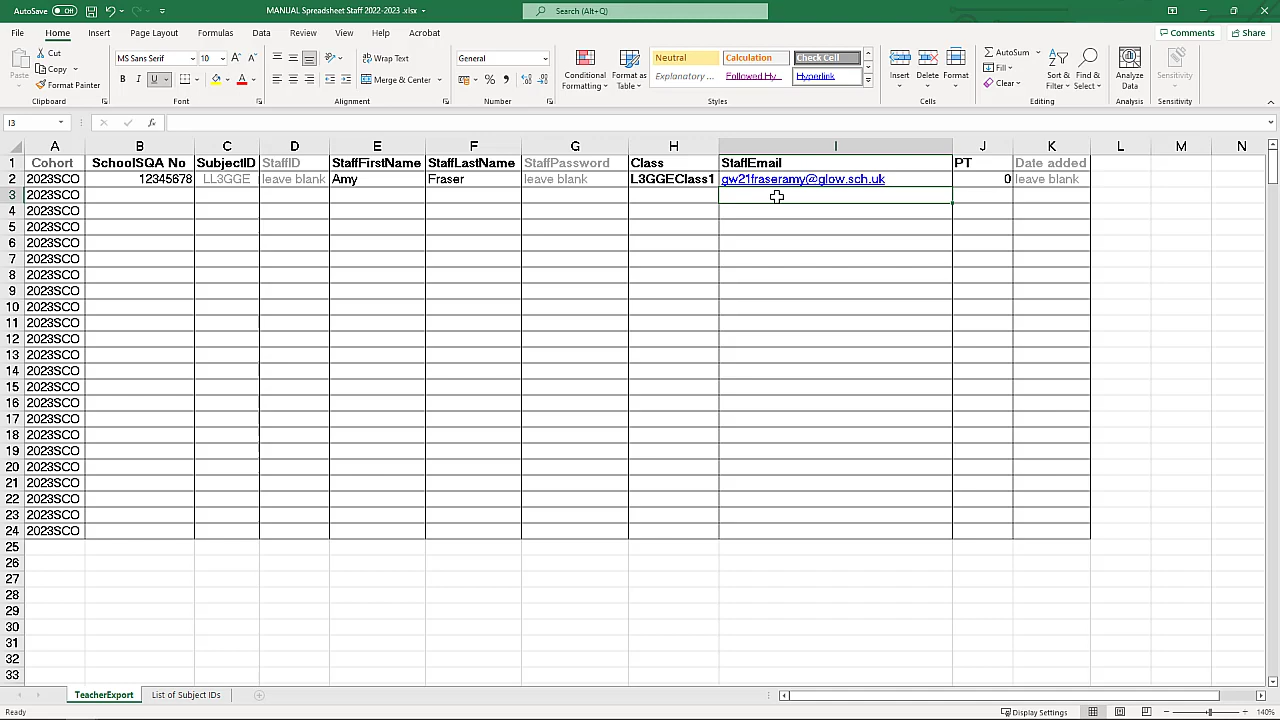 AutoSave Off MANUAL Spreadsheet Staff 2022-2023 .xlsx Search (Alt+Q)
File Home Insert Page Layout Formulas Data Review View Help Acrobat Comments Share
Paste Cut Copy Format Painter Clipboard
MS Sans Serif 10 B I U Font
Wrap Text Merge & Center Alignment
General Number
Conditional Formatting Format as Table
Neutral Calculation Check Cell
Explanatory ... Followed Hy... Hyperlink
Styles
Insert Delete Format Cells
AutoSum Fill Clear Sort & Filter Find & Select Editing
Analyze Data Analysis
Sensitivity Sensitivity
I3 fx
A B C D E F G H I J K L M N
1 Cohort SchoolSQA No SubjectID StaffID StaffFirstName StaffLastName StaffPassword Class StaffEmail PT Date added
2 2023SCO 12345678 LL3GGE leave blank Amy Fraser leave blank L3GGEClass1 gw21fraseramy@glow.sch.uk 0 leave blank
3 2023SCO
4 2023SCO
5 2023SCO
6 2023SCO
7 2023SCO
8 2023SCO
9 2023SCO
10 2023SCO
11 2023SCO
12 2023SCO
13 2023SCO
14 2023SCO
15 2023SCO
16 2023SCO
17 2023SCO
18 2023SCO
19 2023SCO
20 2023SCO
21 2023SCO
22 2023SCO
23 2023SCO
24 2023SCO
25
26
27
28
29
30
31
32
33
TeacherExport List of Subject IDs
Ready Display Settings 140%